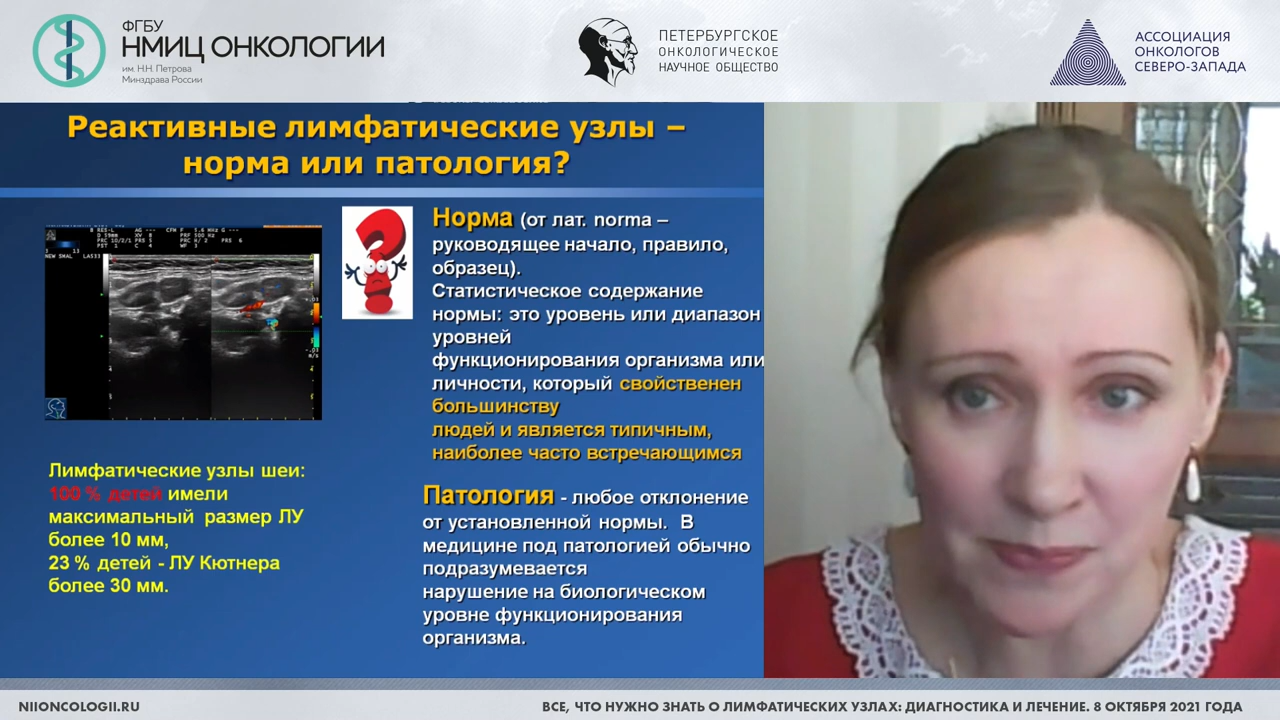 ФГБУ
НМИЦ ОНКОЛОГИИ
им. Н.Н. Петрова
Минздрава России
ПЕТЕРБУРГСКОЕ
ОНКОЛОГИЧЕСКОЕ
НАУЧНОЕ ОБЩЕСТВО
АССОЦИАЦИЯ
ОНКОЛОГОВ
СЕВЕРО-ЗАПАДА
Реактивные лимфатические узлы –
норма или патология?
Норма (от лат. norma –
руководящее начало, правило,
образец).
Статистическое содержание
нормы: это уровень или диапазон
уровней
функционирования организма или
личности, который свойственен
большинству
людей и является типичным,
наиболее часто встречающимся
Лимфатические узлы шеи:
100 % детей имели
максимальный размер ЛУ
более 10 мм,
23 % детей - ЛУ Кютнера
более 30 мм.
Патология - любое отклонение
от установленной нормы. В
медицине под патологией обычно
подразумевается
нарушение на биологическом
уровне функционирования
организма.
NIIONCOLOGII.RU
ВСЕ, ЧТО НУЖНО ЗНАТЬ О ЛИМФАТИЧЕСКИХ УЗЛАХ: ДИАГНОСТИКА И ЛЕЧЕНИЕ. 8 ОКТЯБРЯ 2021 ГОДА